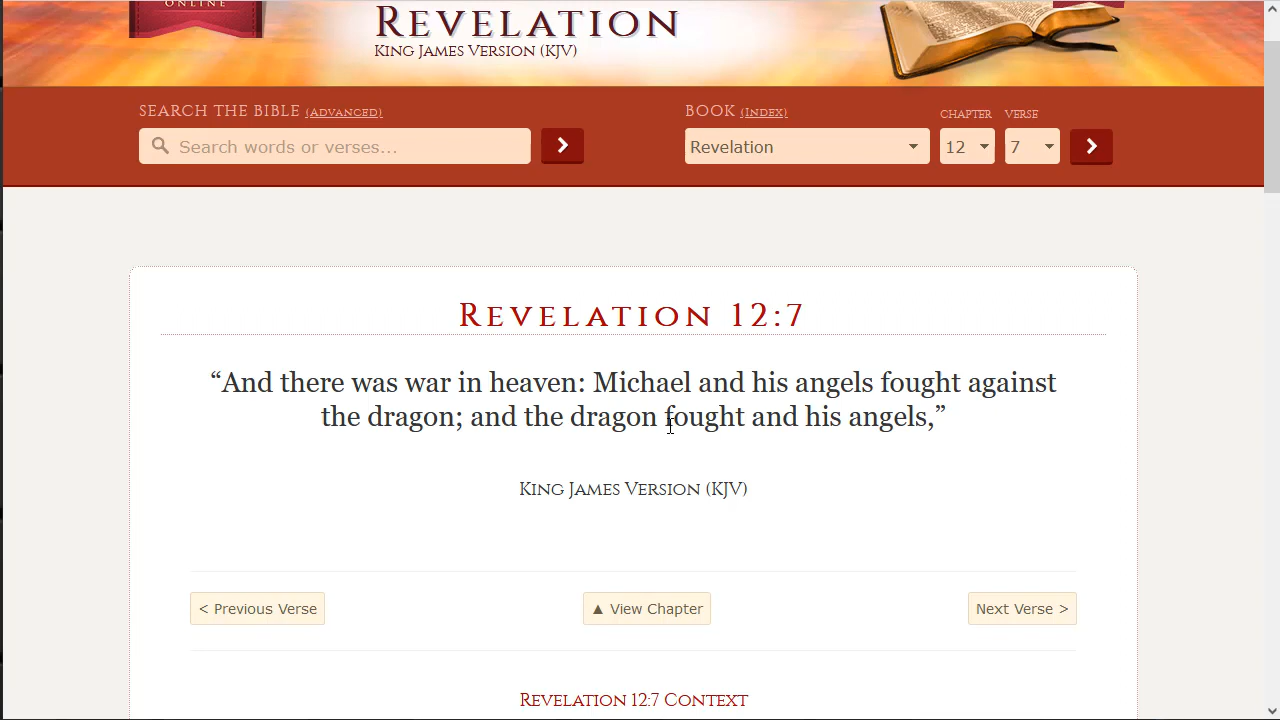 ONLINE
REVELATION
KING JAMES VERSION (KJV)
SEARCH THE BIBLE (ADVANCED)
BOOK (INDEX)
CHAPTER
VERSE
Search words or verses...
Revelation
12
7
REVELATION 12:7
“And there was war in heaven: Michael and his angels fought against
the dragon; and the dragon fought and his angels,”
KING JAMES VERSION (KJV)
< Previous Verse
▲ View Chapter
Next Verse >
REVELATION 12:7 CONTEXT